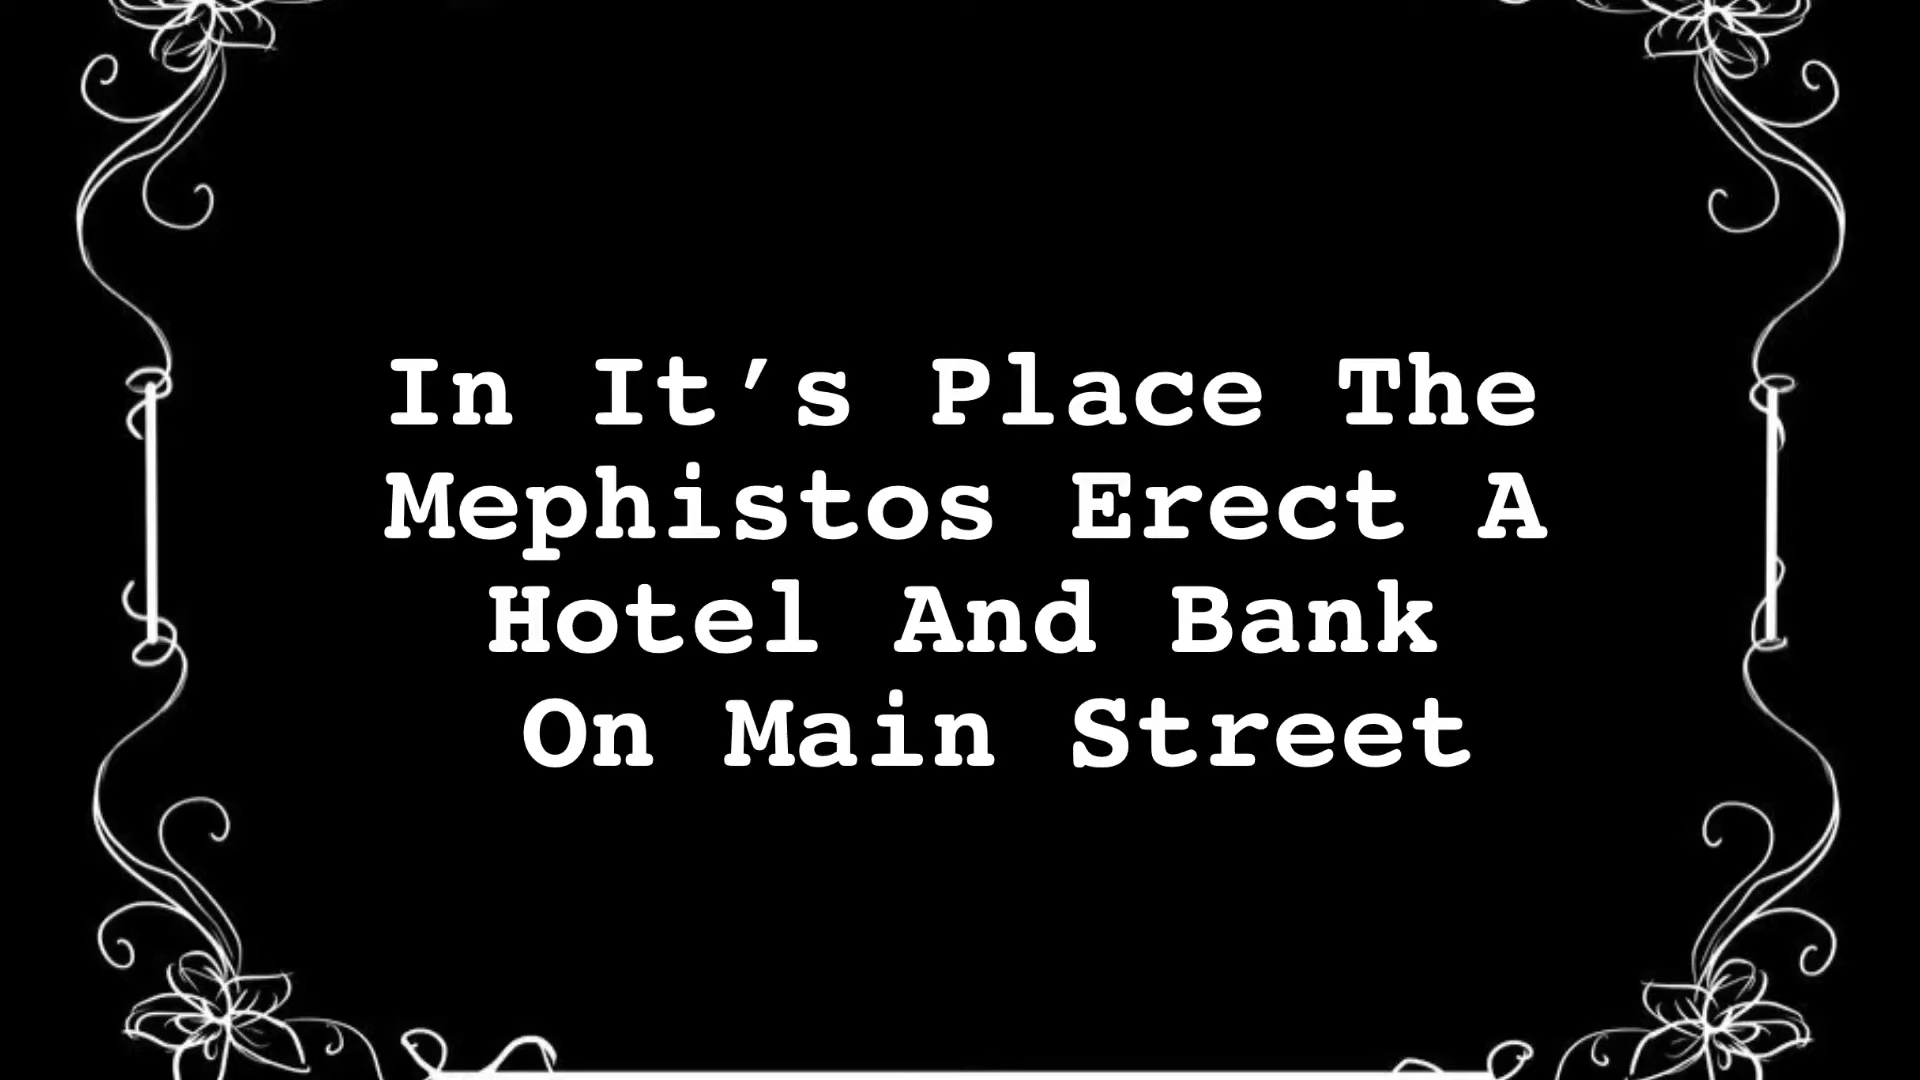 In It’s Place The
Mephistos Erect A
Hotel And Bank
On Main Street